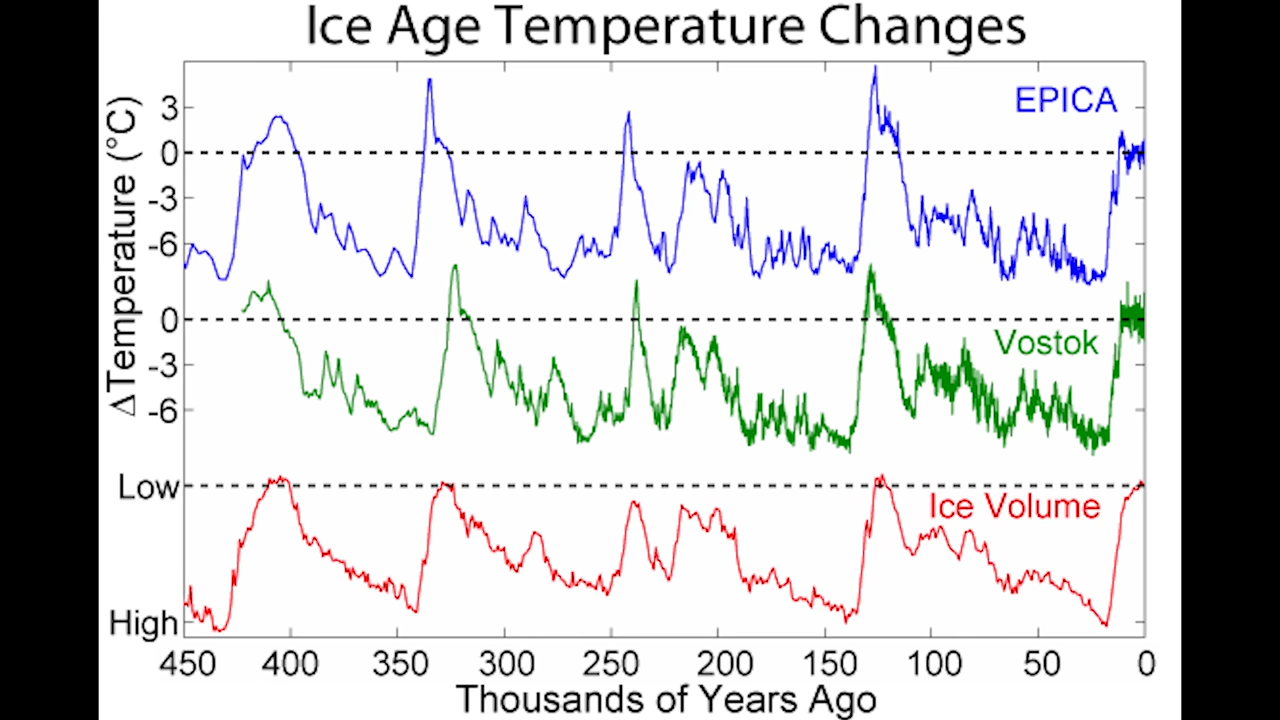 Ice Age Temperature Changes
ΔTemperature (°C)
3
0
-3
-6
EPICA
0
-3
-6
Vostok
Low
High
Ice Volume
450 400 350 300 250 200 150 100 50 0
Thousands of Years Ago